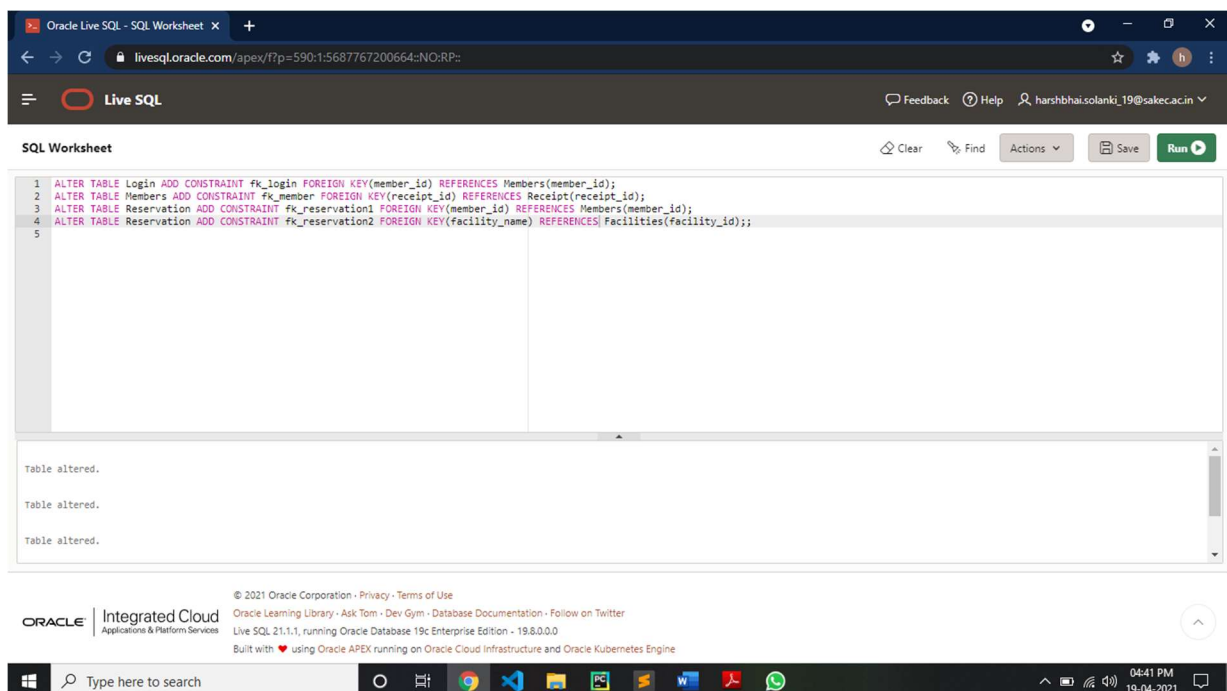 Oracle Live SQL - SQL Worksheet
livesql.oracle.com/apex/f?p=590:1:5687767200664::NO:RP::
h
Live SQL
Feedback
Help
harshbhai.solanki_19@sakec.ac.in
SQL Worksheet
Clear
Find
Actions
Save
Run
1 ALTER TABLE Login ADD CONSTRAINT fk_login FOREIGN KEY(member_id) REFERENCES Members(member_id);
2 ALTER TABLE Members ADD CONSTRAINT fk_member FOREIGN KEY(receipt_id) REFERENCES Receipt(receipt_id);
3 ALTER TABLE Reservation ADD CONSTRAINT fk_reservation1 FOREIGN KEY(member_id) REFERENCES Members(member_id);
4 ALTER TABLE Reservation ADD CONSTRAINT fk_reservation2 FOREIGN KEY(facility_name) REFERENCES Facilities(facility_id);;
5
Table altered.
Table altered.
Table altered.
ORACLE
Integrated Cloud
Applications & Platform Services
© 2021 Oracle Corporation · Privacy · Terms of Use
Oracle Learning Library · Ask Tom · Dev Gym · Database Documentation · Follow on Twitter
Live SQL 21.1.1, running Oracle Database 19c Enterprise Edition - 19.8.0.0.0
Built with ❤ using Oracle APEX running on Oracle Cloud Infrastructure and Oracle Kubernetes Engine
Type here to search
PC
W
04:41 PM
19-04-2021